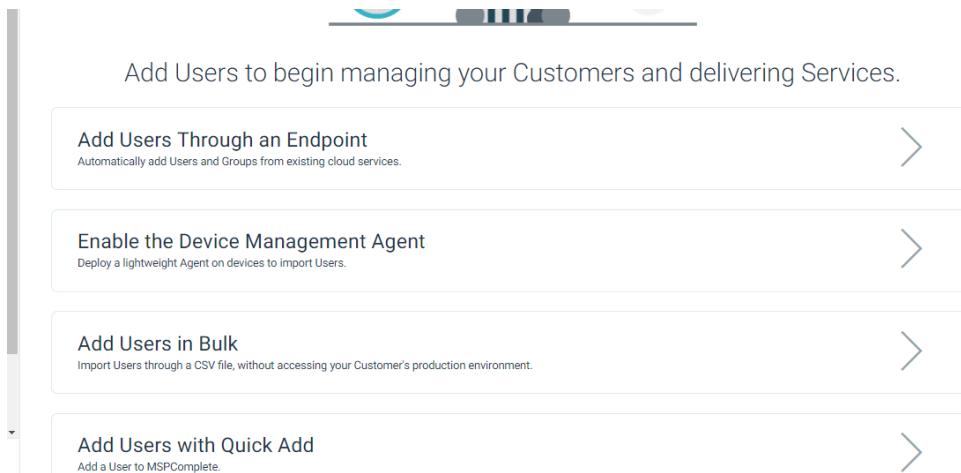 Add Users to begin managing your Customers and delivering Services.
Add Users Through an Endpoint
Automatically add Users and Groups from existing cloud services.
Enable the Device Management Agent
Deploy a lightweight Agent on devices to import Users.
Add Users in Bulk
Import Users through a CSV file, without accessing your Customer's production environment.
Add Users with Quick Add
Add a User to MSPComplete.